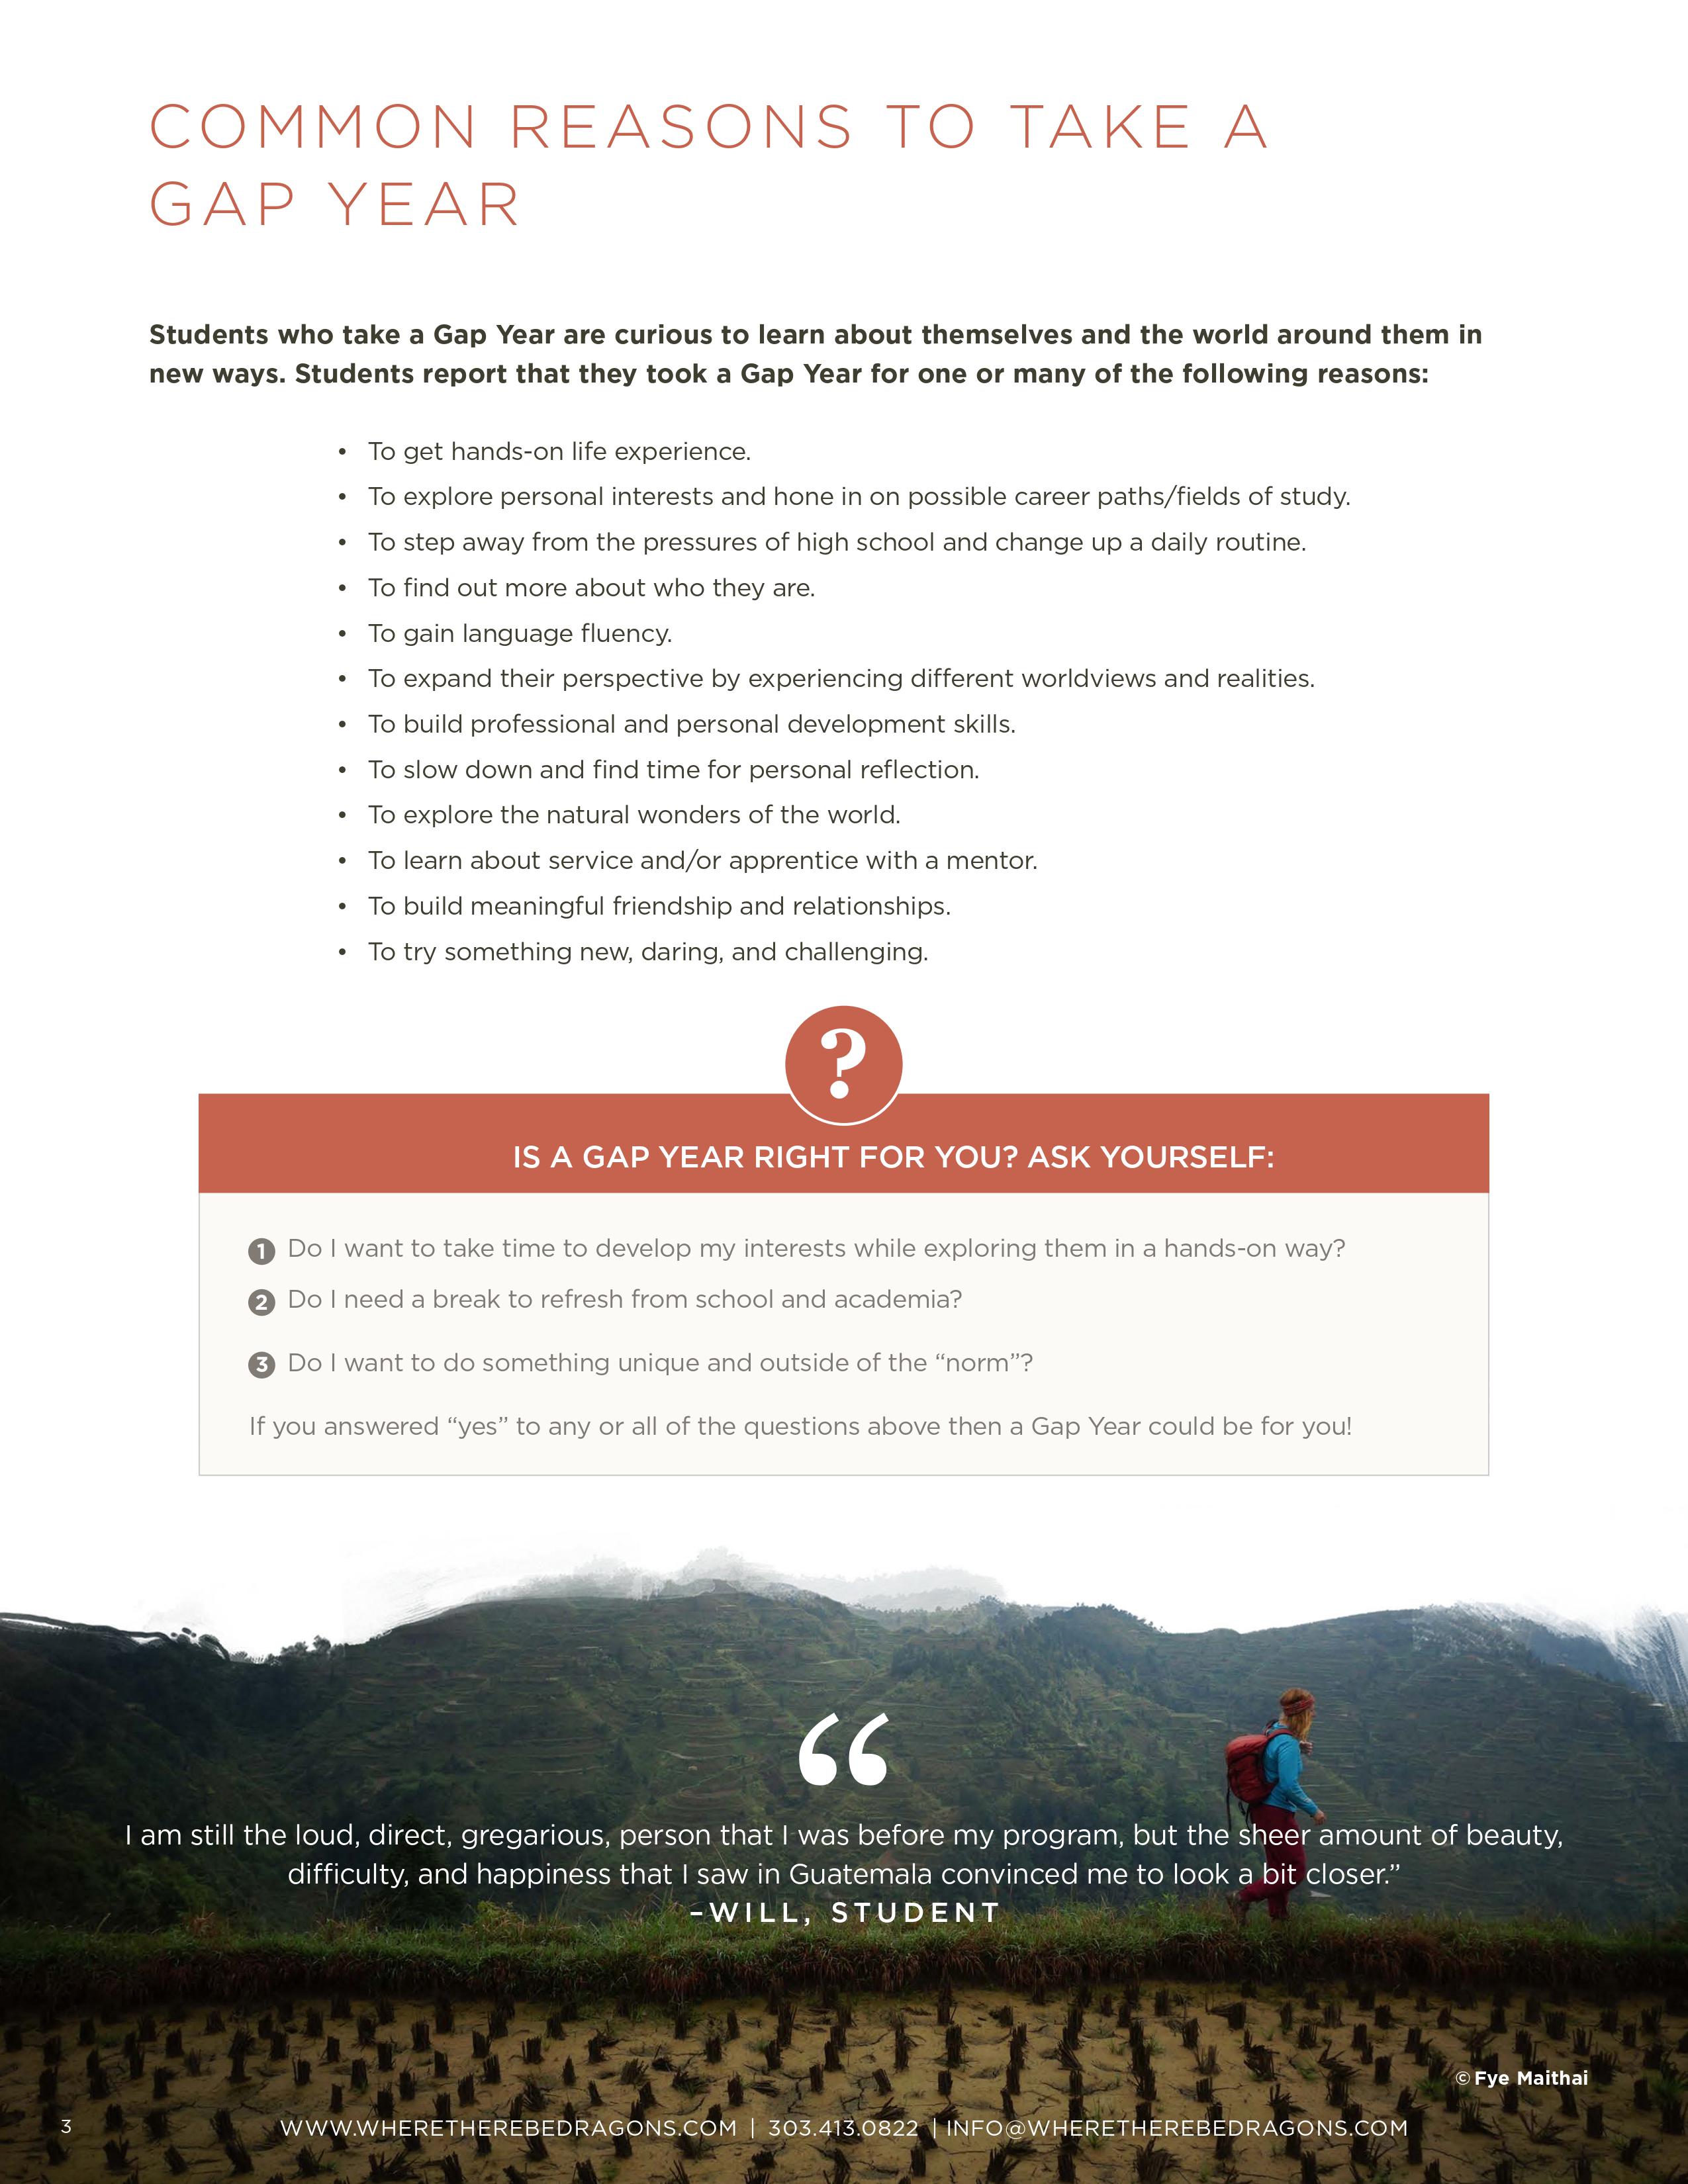 COMMON REASONS TO TAKE A
GAP YEAR
Students who take a Gap Year are curious to learn about themselves and the world around them in
new ways. Students report that they took a Gap Year for one or many of the following reasons:
• To get hands-on life experience.
• To explore personal interests and hone in on possible career paths/fields of study.
• To step away from the pressures of high school and change up a daily routine.
• To find out more about who they are.
• To gain language fluency.
• To expand their perspective by experiencing different worldviews and realities.
• To build professional and personal development skills.
• To slow down and find time for personal reflection.
• To explore the natural wonders of the world.
• To learn about service and/or apprentice with a mentor.
• To build meaningful friendship and relationships.
• To try something new, daring, and challenging.
?
IS A GAP YEAR RIGHT FOR YOU? ASK YOURSELF:
1 Do I want to take time to develop my interests while exploring them in a hands-on way?
2 Do I need a break to refresh from school and academia?
3 Do I want to do something unique and outside of the “norm”?
If you answered “yes” to any or all of the questions above then a Gap Year could be for you!
“
I am still the loud, direct, gregarious, person that I was before my program, but the sheer amount of beauty,
difficulty, and happiness that I saw in Guatemala convinced me to look a bit closer.”
–WILL, STUDENT
© Fye Maithai
3 WWW.WHERETHEREBEDRAGONS.COM | 303.413.0822 | INFO@WHERETHEREBEDRAGONS.COM